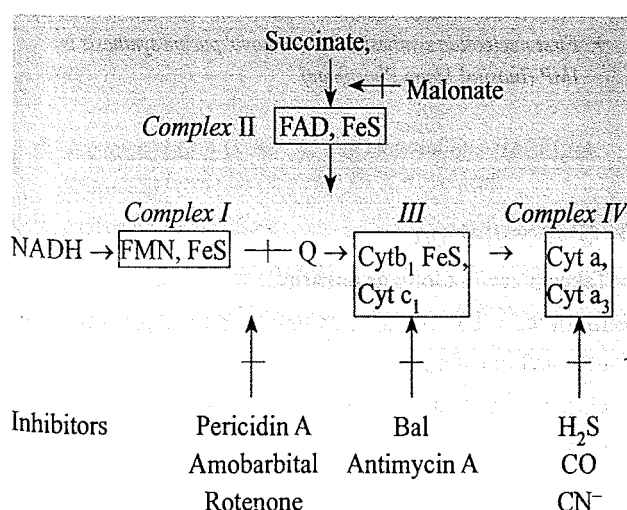 Succinate,
Malonate
Complex II FAD, FeS
Complex I III Complex IV
NADH → FMN, FeS Q → Cytb₁ FeS, → Cyt a,
Cyt c₁ Cyt a₃
Inhibitors Pericidin A Bal H₂S
Amobarbital Antimycin A CO
Rotenone CN⁻